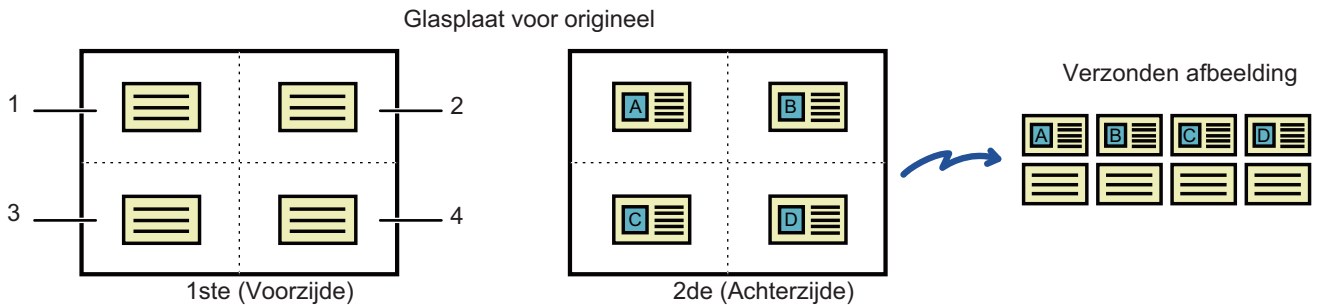 Glasplaat voor origineel
1
2
3
4
1ste (Voorzijde)
A
B
C
D
2de (Achterzijde)
Verzonden afbeelding
A B C D